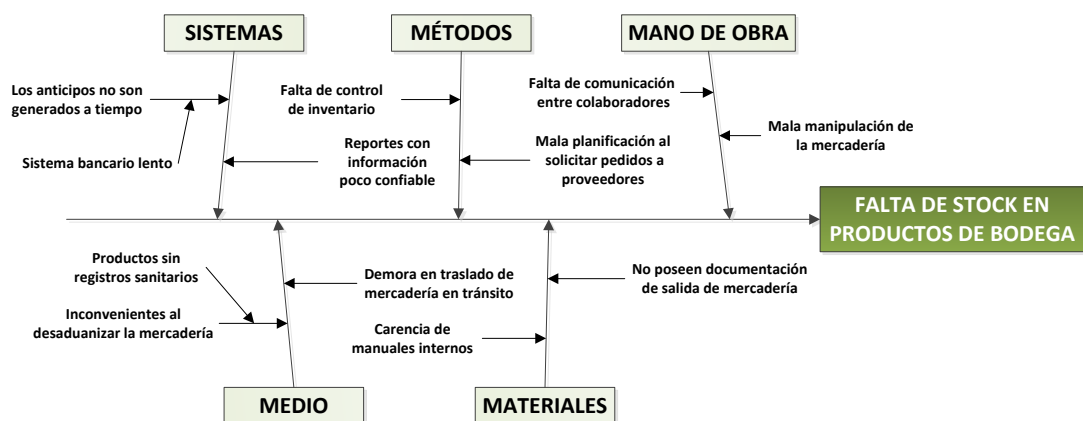 SISTEMAS
MÉTODOS
MANO DE OBRA
Los anticipos no son
generados a tiempo
Sistema bancario lento
Reportes con
información
poco confiable
Falta de control
de inventario
Mala planificación al
solicitar pedidos a
proveedores
Falta de comunicación
entre colaboradores
Mala manipulación de
la mercadería
FALTA DE STOCK EN
PRODUCTOS DE BODEGA
Productos sin
registros sanitarios
Inconvenientes al
desaduanizar la mercadería
Demora en traslado de
mercadería en tránsito
Carencia de
manuales internos
No poseen documentación
de salida de mercadería
MEDIO
MATERIALES